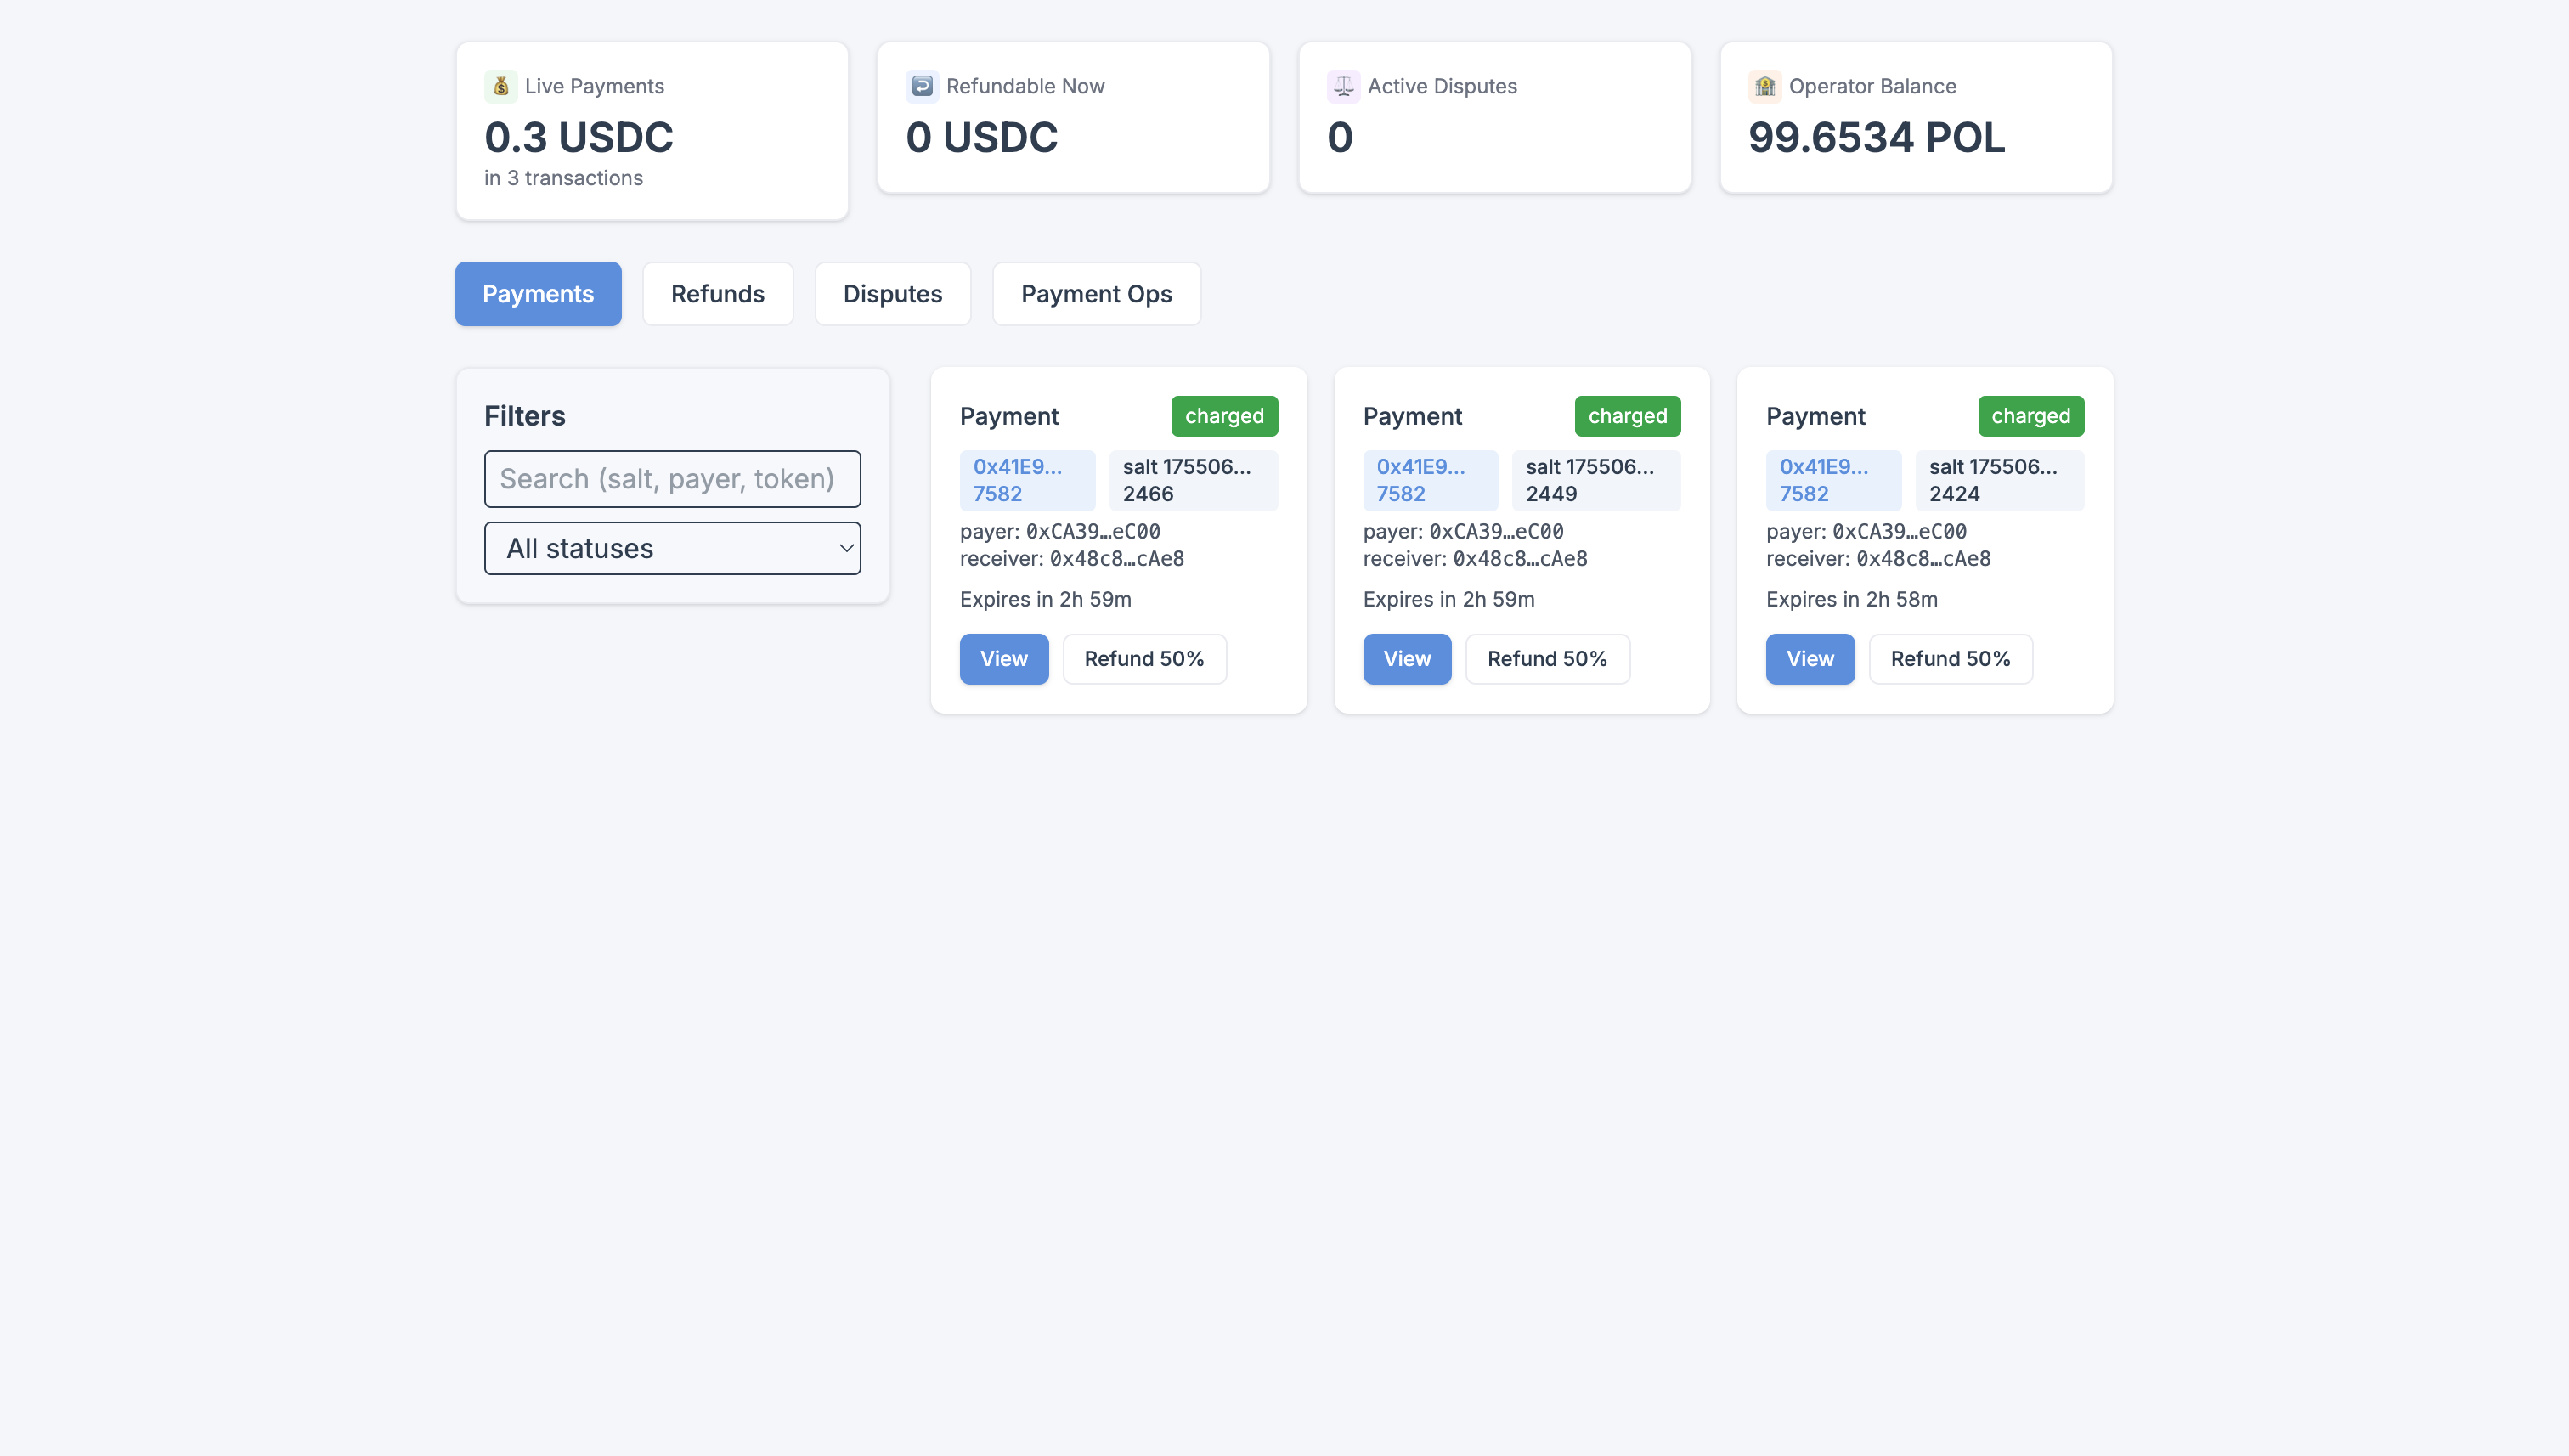 Live Payments
0.3 USDC
in 3 transactions
Refundable Now
0 USDC
Active Disputes
0
Operator Balance
99.6534 POL
Payments
Refunds
Disputes
Payment Ops
Filters
Search (salt, payer, token)
All statuses
Payment
charged
0x41E9…
7582
salt 175506…
2466
payer: 0xCA39…eC00
receiver: 0x48c8…cAe8
Expires in 2h 59m
View
Refund 50%
Payment
charged
0x41E9…
7582
salt 175506…
2449
payer: 0xCA39…eC00
receiver: 0x48c8…cAe8
Expires in 2h 59m
View
Refund 50%
Payment
charged
0x41E9…
7582
salt 175506…
2424
payer: 0xCA39…eC00
receiver: 0x48c8…cAe8
Expires in 2h 58m
View
Refund 50%